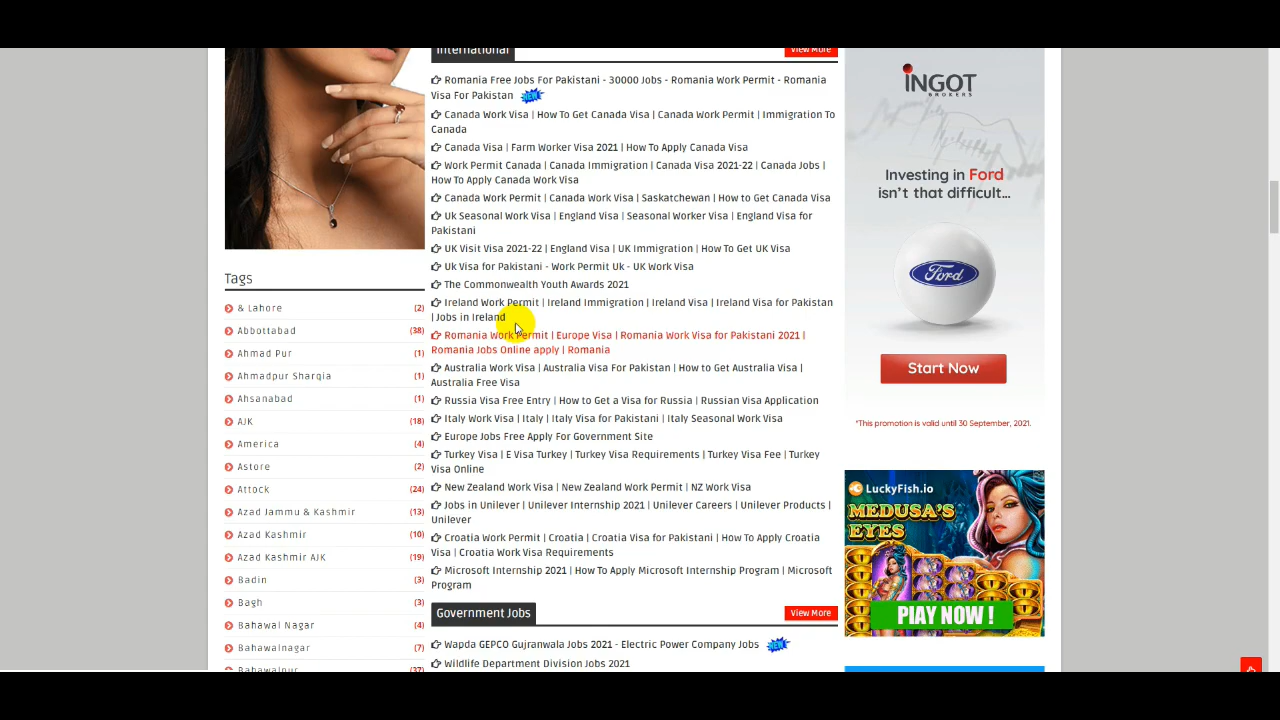 International
View More
Romania Free Jobs For Pakistani - 30000 Jobs - Romania Work Permit - Romania
Visa For Pakistan NEW
Canada Work Visa | How To Get Canada Visa | Canada Work Permit | Immigration To
Canada
Canada Visa | Farm Worker Visa 2021 | How To Apply Canada Visa
Work Permit Canada | Canada Immigration | Canada Visa 2021-22 | Canada Jobs |
How To Apply Canada Work Visa
Canada Work Permit | Canada Work Visa | Saskatchewan | How to Get Canada Visa
Uk Seasonal Work Visa | England Visa | Seasonal Worker Visa | England Visa for
Pakistani
UK Visit Visa 2021-22 | England Visa | UK Immigration | How To Get UK Visa
Uk Visa for Pakistani - Work Permit Uk - UK Work Visa
The Commonwealth Youth Awards 2021
Ireland Work Permit | Ireland Immigration | Ireland Visa | Ireland Visa for Pakistan
| Jobs in Ireland
Romania Work Permit | Europe Visa | Romania Work Visa for Pakistani 2021 |
Romania Jobs Online apply | Romania
Australia Work Visa | Australia Visa For Pakistan | How to Get Australia Visa |
Australia Free Visa
Russia Visa Free Entry | How to Get a Visa for Russia | Russian Visa Application
Italy Work Visa | Italy | Italy Visa for Pakistani | Italy Seasonal Work Visa
Europe Jobs Free Apply For Government Site
Turkey Visa | E Visa Turkey | Turkey Visa Requirements | Turkey Visa Fee | Turkey
Visa Online
New Zealand Work Visa | New Zealand Work Permit | NZ Work Visa
Jobs in Unilever | Unilever Internship 2021 | Unilever Careers | Unilever Products |
Unilever
Croatia Work Permit | Croatia | Croatia Visa for Pakistani | How To Apply Croatia
Visa | Croatia Work Visa Requirements
Microsoft Internship 2021 | How To Apply Microsoft Internship Program | Microsoft
Program
Government Jobs
View More
Wapda GEPCO Gujranwala Jobs 2021 - Electric Power Company Jobs NEW
Wildlife Department Division Jobs 2021
Tags
& Lahore (2)
Abbottabad (38)
Ahmad Pur (1)
Ahmadpur Sharqia (1)
Ahsanabad (1)
AJK (18)
America (4)
Astore (2)
Attock (24)
Azad Jammu & Kashmir (13)
Azad Kashmir (10)
Azad Kashmir AJK (19)
Badin (3)
Bagh (3)
Bahawal Nagar (4)
Bahawalnagar (7)
Bahawalpur (37)
INGOT
BROKERS
Investing in Ford
isn't that difficult...
Ford
Start Now
*This promotion is valid until 30 September, 2021.
LuckyFish.io
MEDUSA'S
EYES
PLAY NOW !